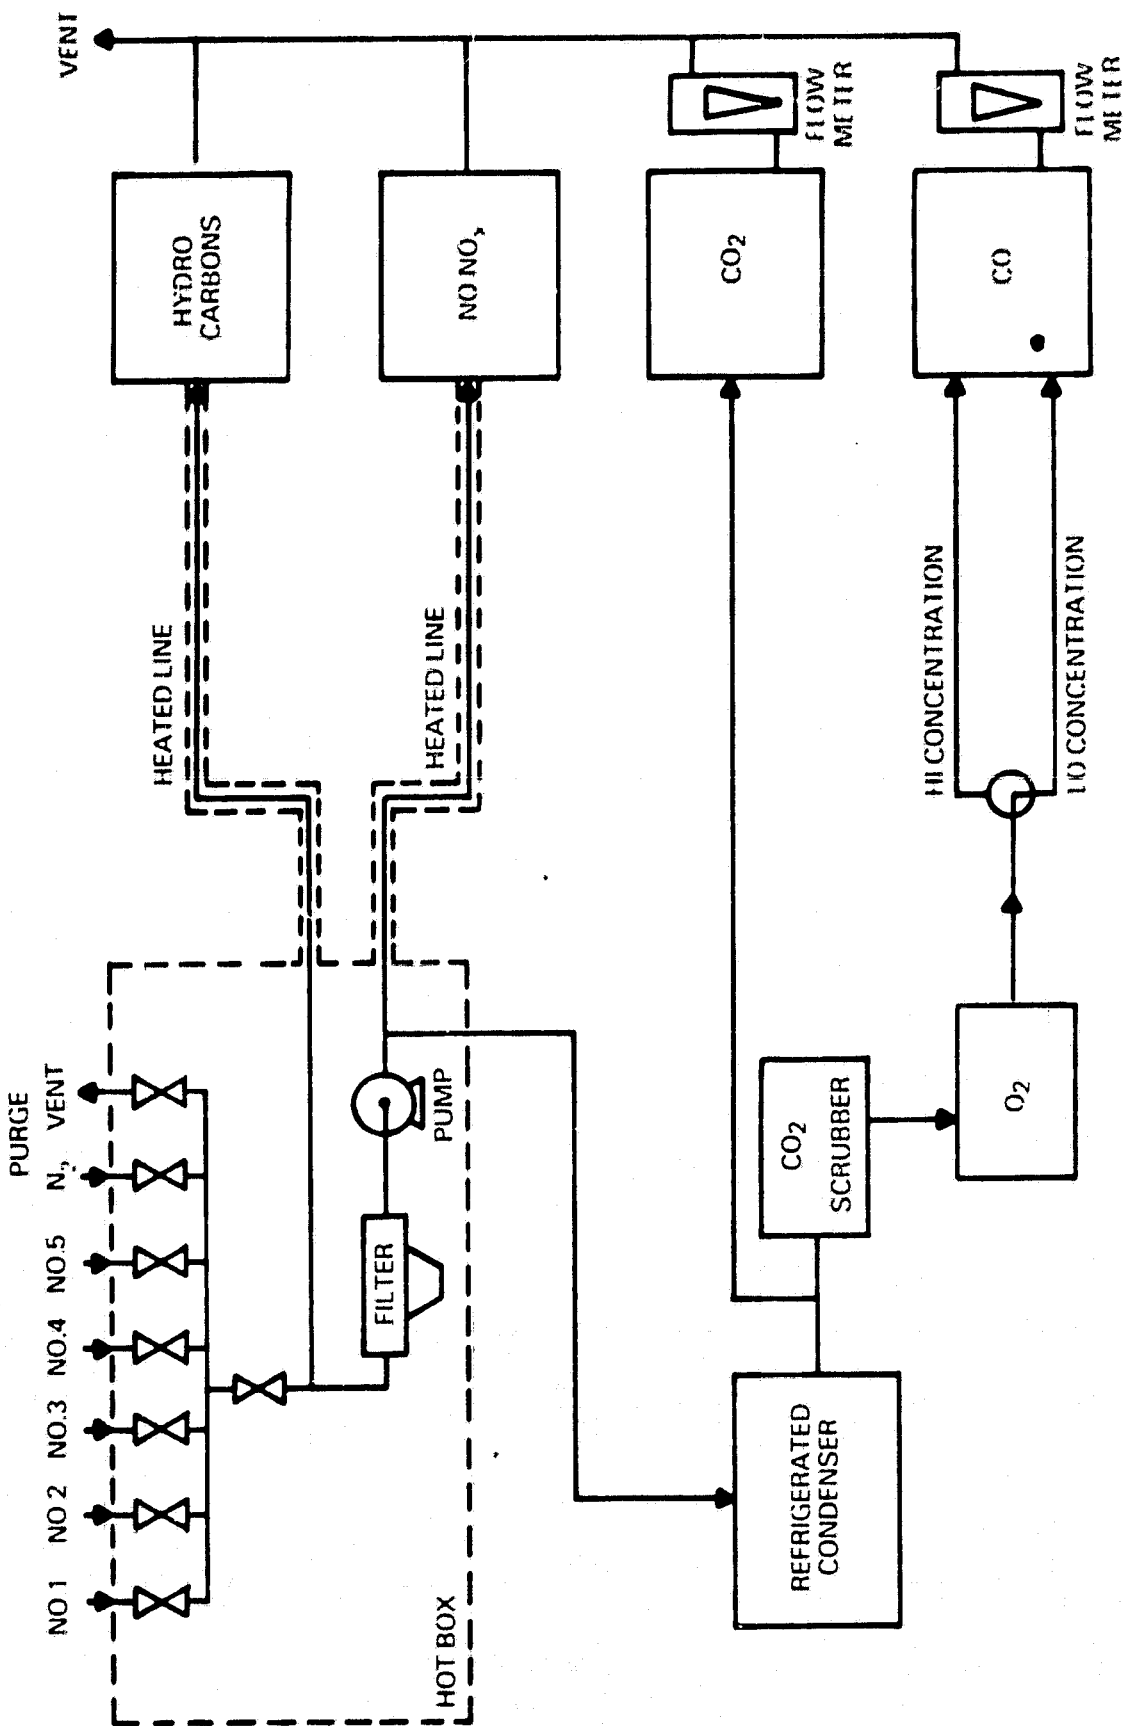 NO.1
NO 2
NO.3
NO.4
NO.5
PURGE
N2
VENT
HOT BOX
FILTER
PUMP
HEATED LINE
HEATED LINE
HYDRO
CARBONS
NO NOx
VENT
REFRIGERATED
CONDENSER
CO2
SCRUBBER
O2
HI CONCENTRATION
LO CONCENTRATION
CO2
CO
FLOW
METER
FLOW
METER